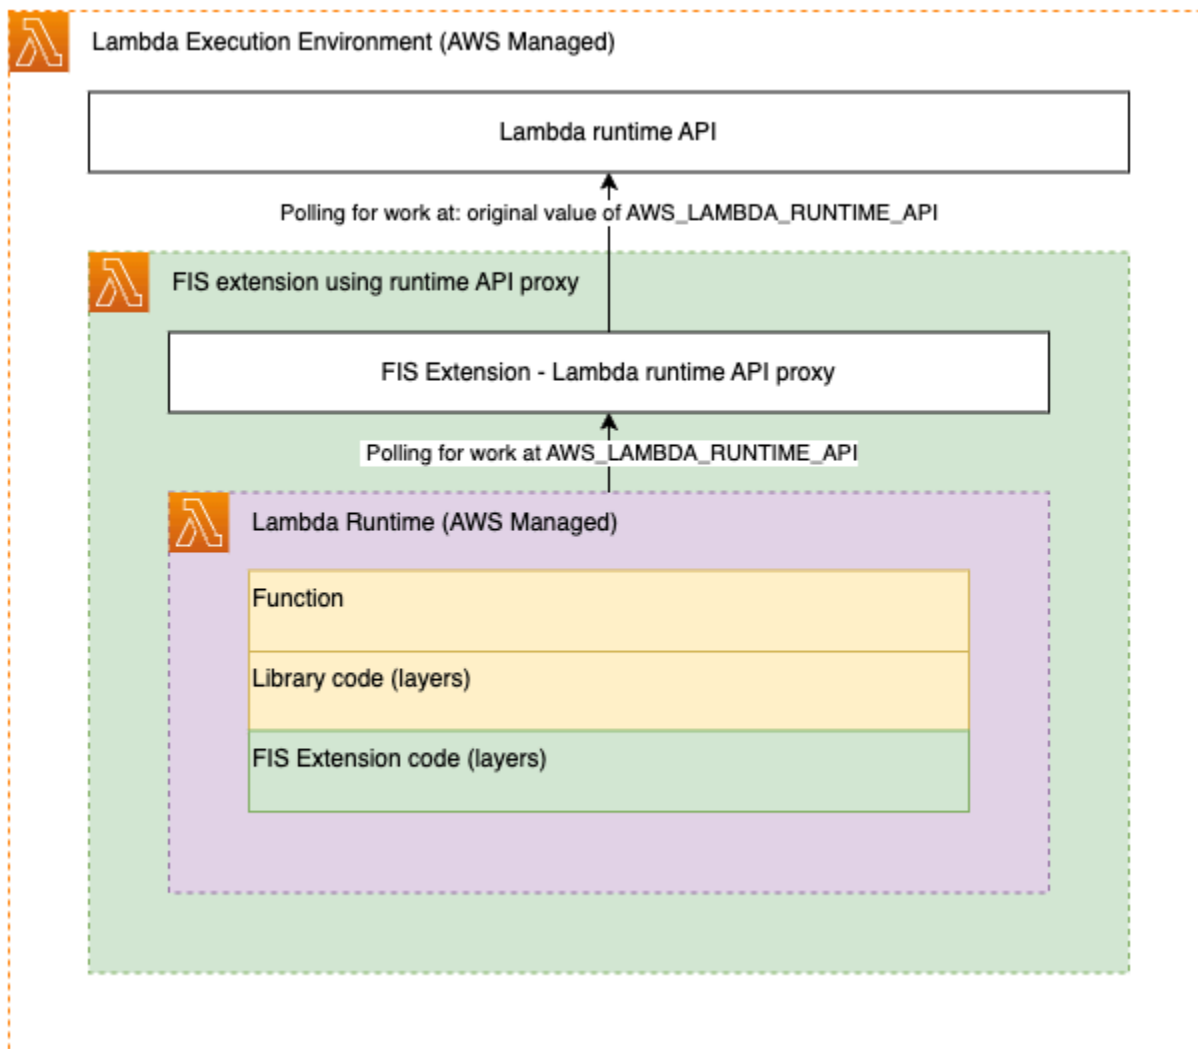 Lambda Execution Environment (AWS Managed)
Lambda runtime API
Polling for work at: original value of AWS_LAMBDA_RUNTIME_API
FIS extension using runtime API proxy
FIS Extension - Lambda runtime API proxy
Polling for work at AWS_LAMBDA_RUNTIME_API
Lambda Runtime (AWS Managed)
Function
Library code (layers)
FIS Extension code (layers)